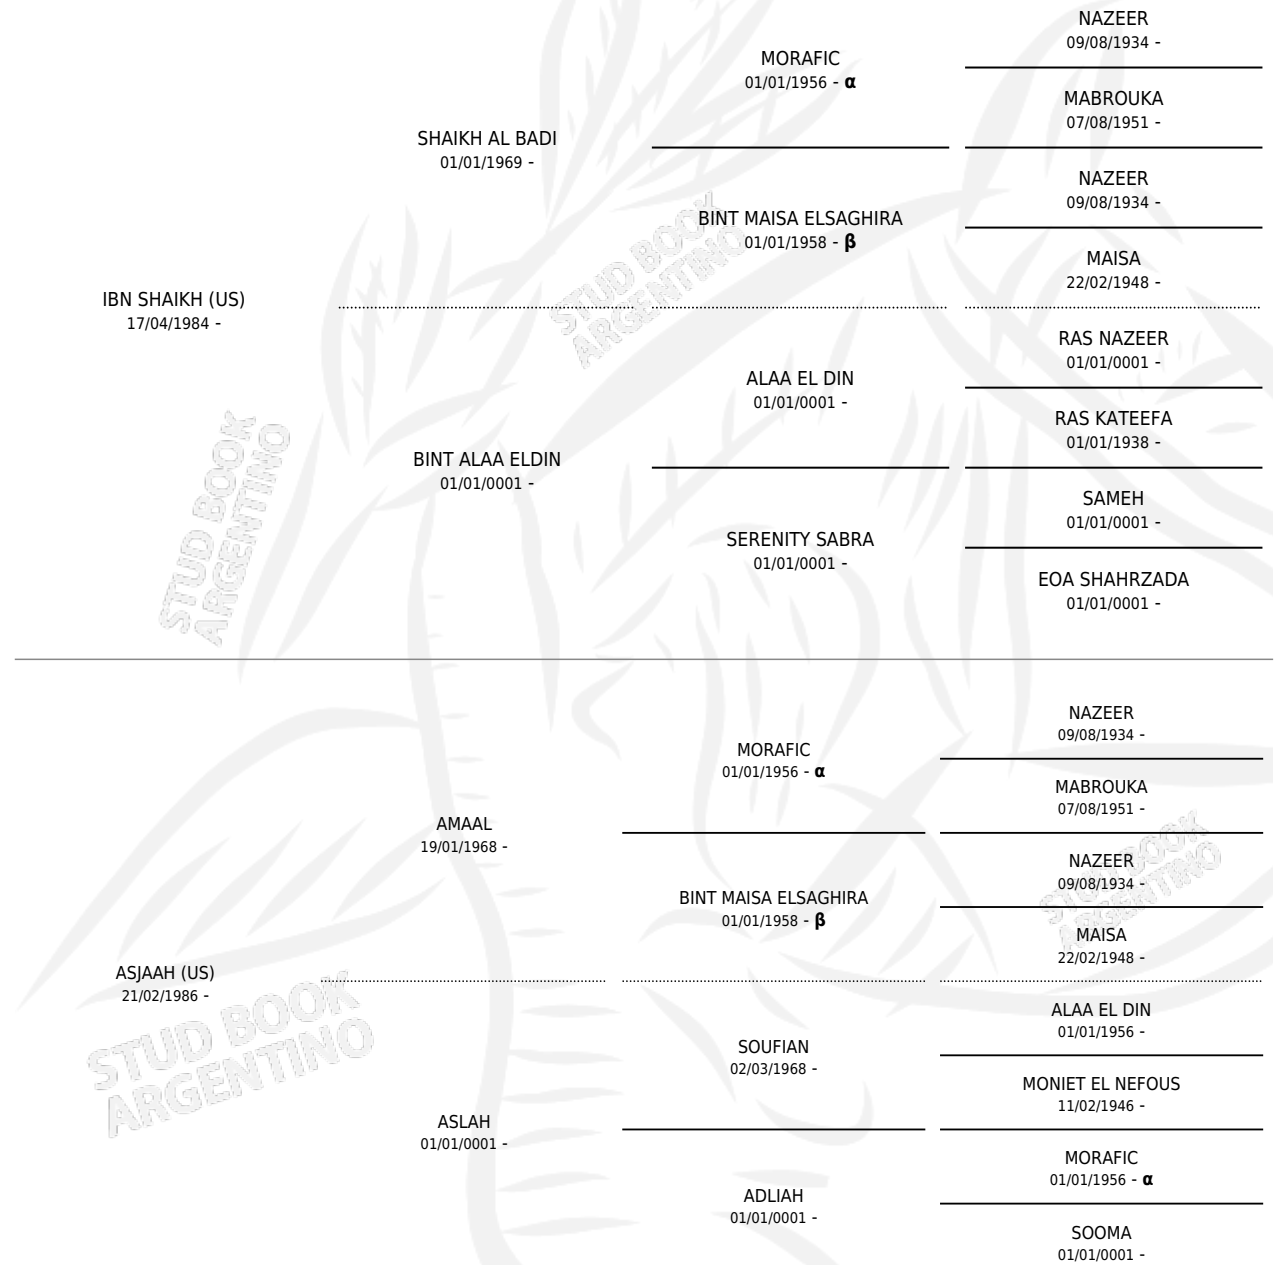 NAZEER
09/08/1934 -
MORAFIC
01/01/1956 - α
MABROUKA
07/08/1951 -
SHAIKH AL BADI
01/01/1969 -
NAZEER
09/08/1934 -
BINT MAISA ELSAGHIRA
01/01/1958 - β
MAISA
22/02/1948 -
STUD BOOK
ARGENTINO
IBN SHAIKH (US)
17/04/1984 -
RAS NAZEER
01/01/0001 -
ALAA EL DIN
01/01/0001 -
RAS KATEEFA
01/01/1938 -
BINT ALAA ELDIN
01/01/0001 -
SAMEH
01/01/0001 -
SERENITY SABRA
01/01/0001 -
EOA SHAHRZADA
01/01/0001 -
STUD BOOK
ARGENTINO
NAZEER
09/08/1934 -
MORAFIC
01/01/1956 - α
MABROUKA
07/08/1951 -
AMAAL
19/01/1968 -
NAZEER
09/08/1934 -
BINT MAISA ELSAGHIRA
01/01/1958 - β
MAISA
22/02/1948 -
STUD BOOK
ARGENTINO
ASJAAH (US)
21/02/1986 -
ALAA EL DIN
01/01/1956 -
SOUFIAN
02/03/1968 -
MONIET EL NEFOUS
11/02/1946 -
STUD BOOK
ARGENTINO
ASLAH
01/01/0001 -
MORAFIC
01/01/1956 - α
ADLIAH
01/01/0001 -
SOOMA
01/01/0001 -